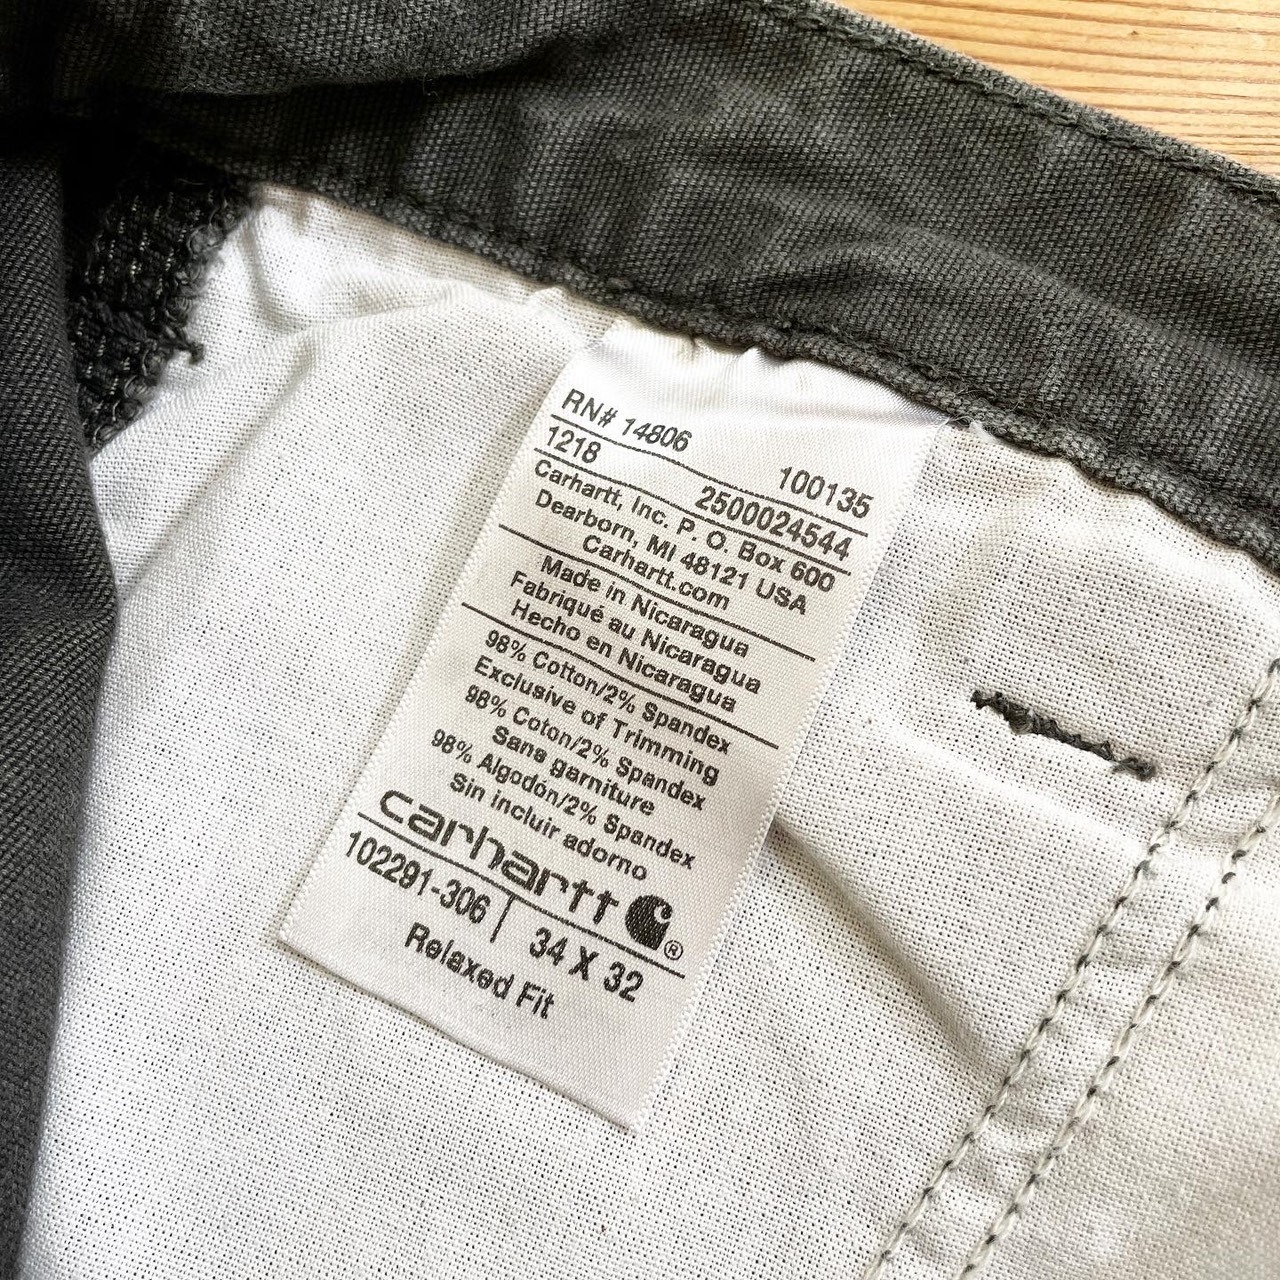 RN# 14806 100135
1218 2500024544
Carhartt, Inc. P. O. Box 600
Dearborn, MI 48121 USA
Carhartt.com
Made in Nicaragua
Fabriqué au Nicaragua
Hecho en Nicaragua
98% Cotton/2% Spandex
Exclusive of Trimming
98% Coton/2% Spandex
Sans garniture
98% Algodón/2% Spandex
Sin incluir adorno
carhartt ®
102291-306 | 34 X 32
Relaxed Fit